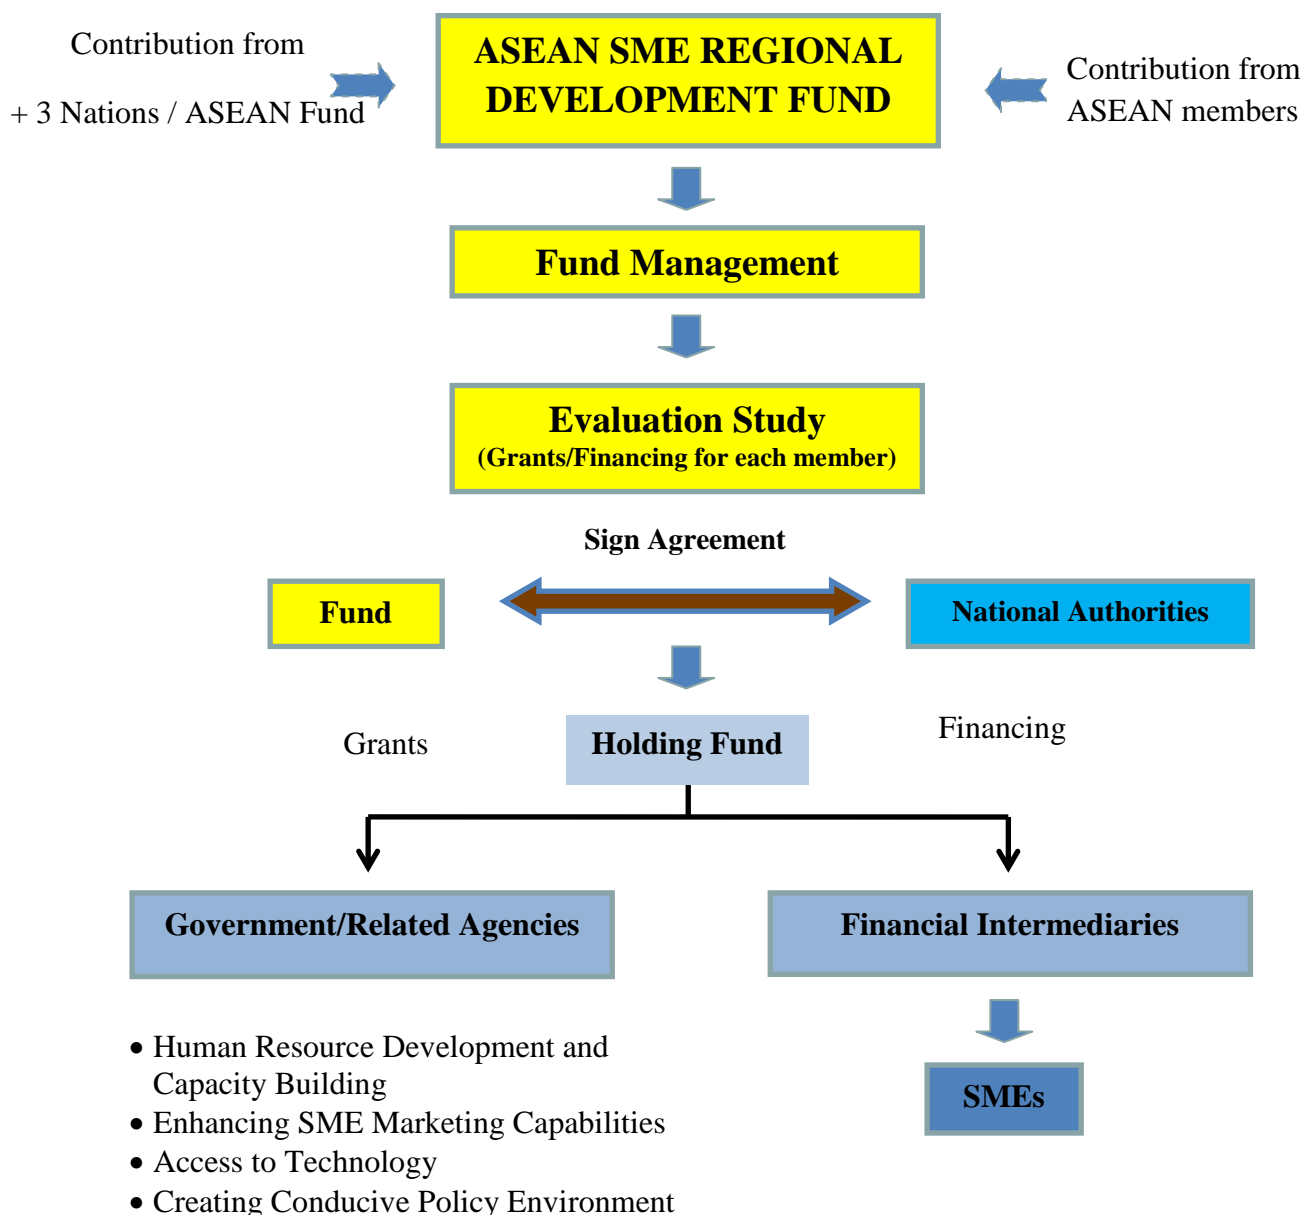 Contribution from
+ 3 Nations / ASEAN Fund
ASEAN SME REGIONAL
DEVELOPMENT FUND
Contribution from
ASEAN members
Fund Management
Evaluation Study
(Grants/Financing for each member)
Sign Agreement
Fund
National Authorities
Grants
Holding Fund
Financing
Government/Related Agencies
Financial Intermediaries
• Human Resource Development and
Capacity Building
• Enhancing SME Marketing Capabilities
• Access to Technology
• Creating Conducive Policy Environment
SMEs